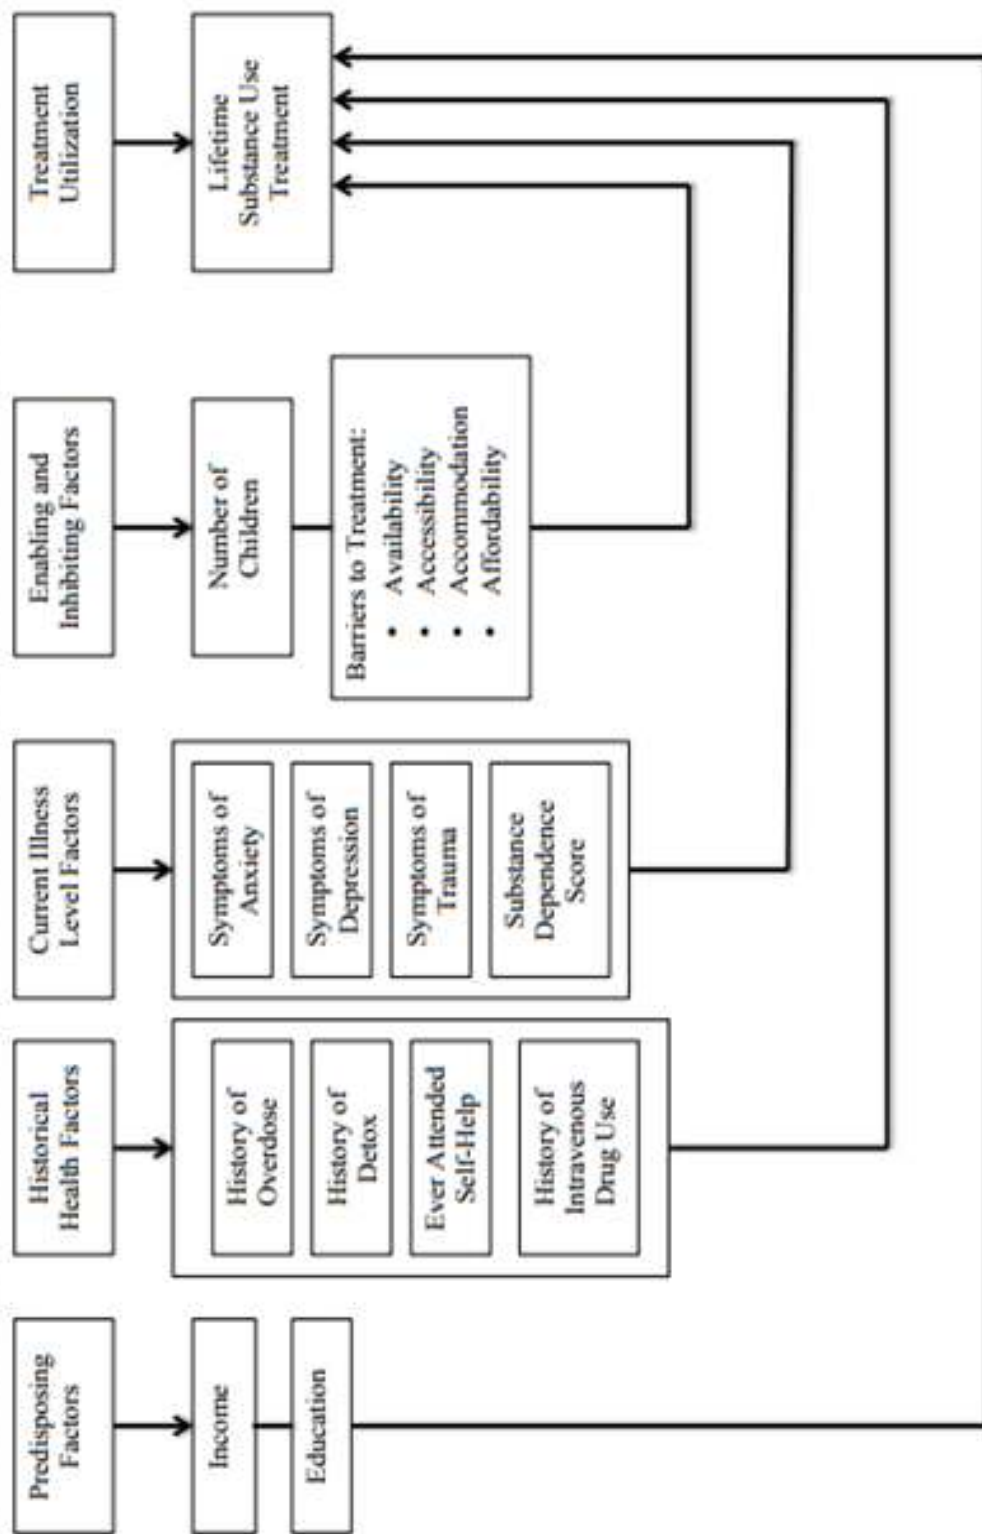 Predisposing
Factors
Income
Education
Historical
Health Factors
History of
Overdose
History of
Detox
Ever Attended
Self-Help
History of
Intravenous
Drug Use
Current Illness
Level Factors
Symptoms of
Anxiety
Symptoms of
Depression
Symptoms of
Trauma
Substance
Dependence
Score
Enabling and
Inhibiting Factors
Number of
Children
Barriers to Treatment:
• Availability
• Accessibility
• Accommodation
• Affordability
Treatment
Utilization
Lifetime
Substance Use
Treatment